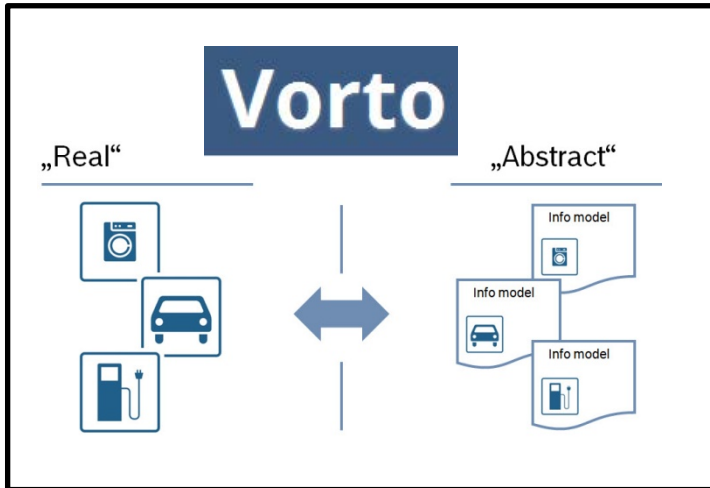 Vorto
„Real“
„Abstract“
Info model
Info model
Info model